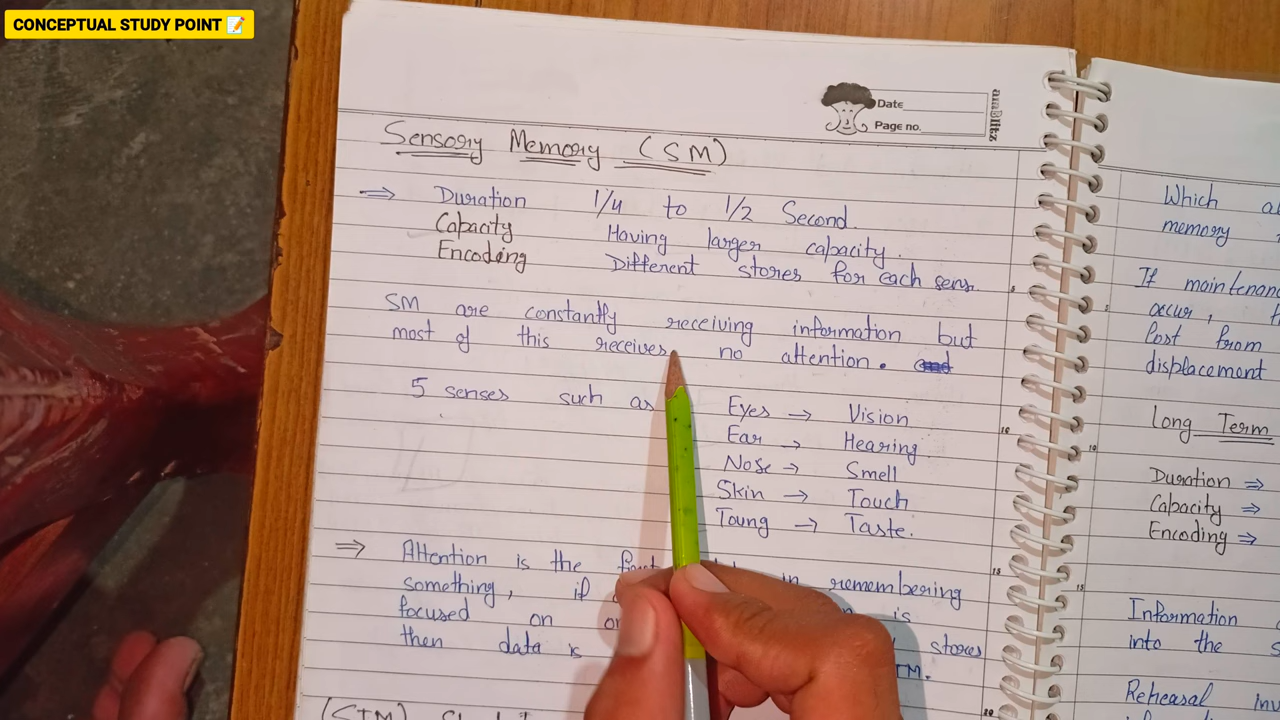 CONCEPTUAL STUDY POINT 📝
Date
Page no.
amBlitz
Sensory Memory (SM)
⇒ Duration 1/4 to 1/2 Second.
Capacity Having larger capacity.
Encoding Different stores for each sens.
SM are constantly receiving information but
most of this receives no attention.
5 senses such as Eyes → Vision
Ear → Hearing
Nose → Smell
Skin → Touch
Toung → Taste.
⇒ Attention is the in remembering
something, if is
focused on stores
then data is
(STM)
Which
memory
If
occur,
lost from
displacement
Long Term
Duration ⇒
Capacity ⇒
Encoding ⇒
Information
into the
Rehearsal